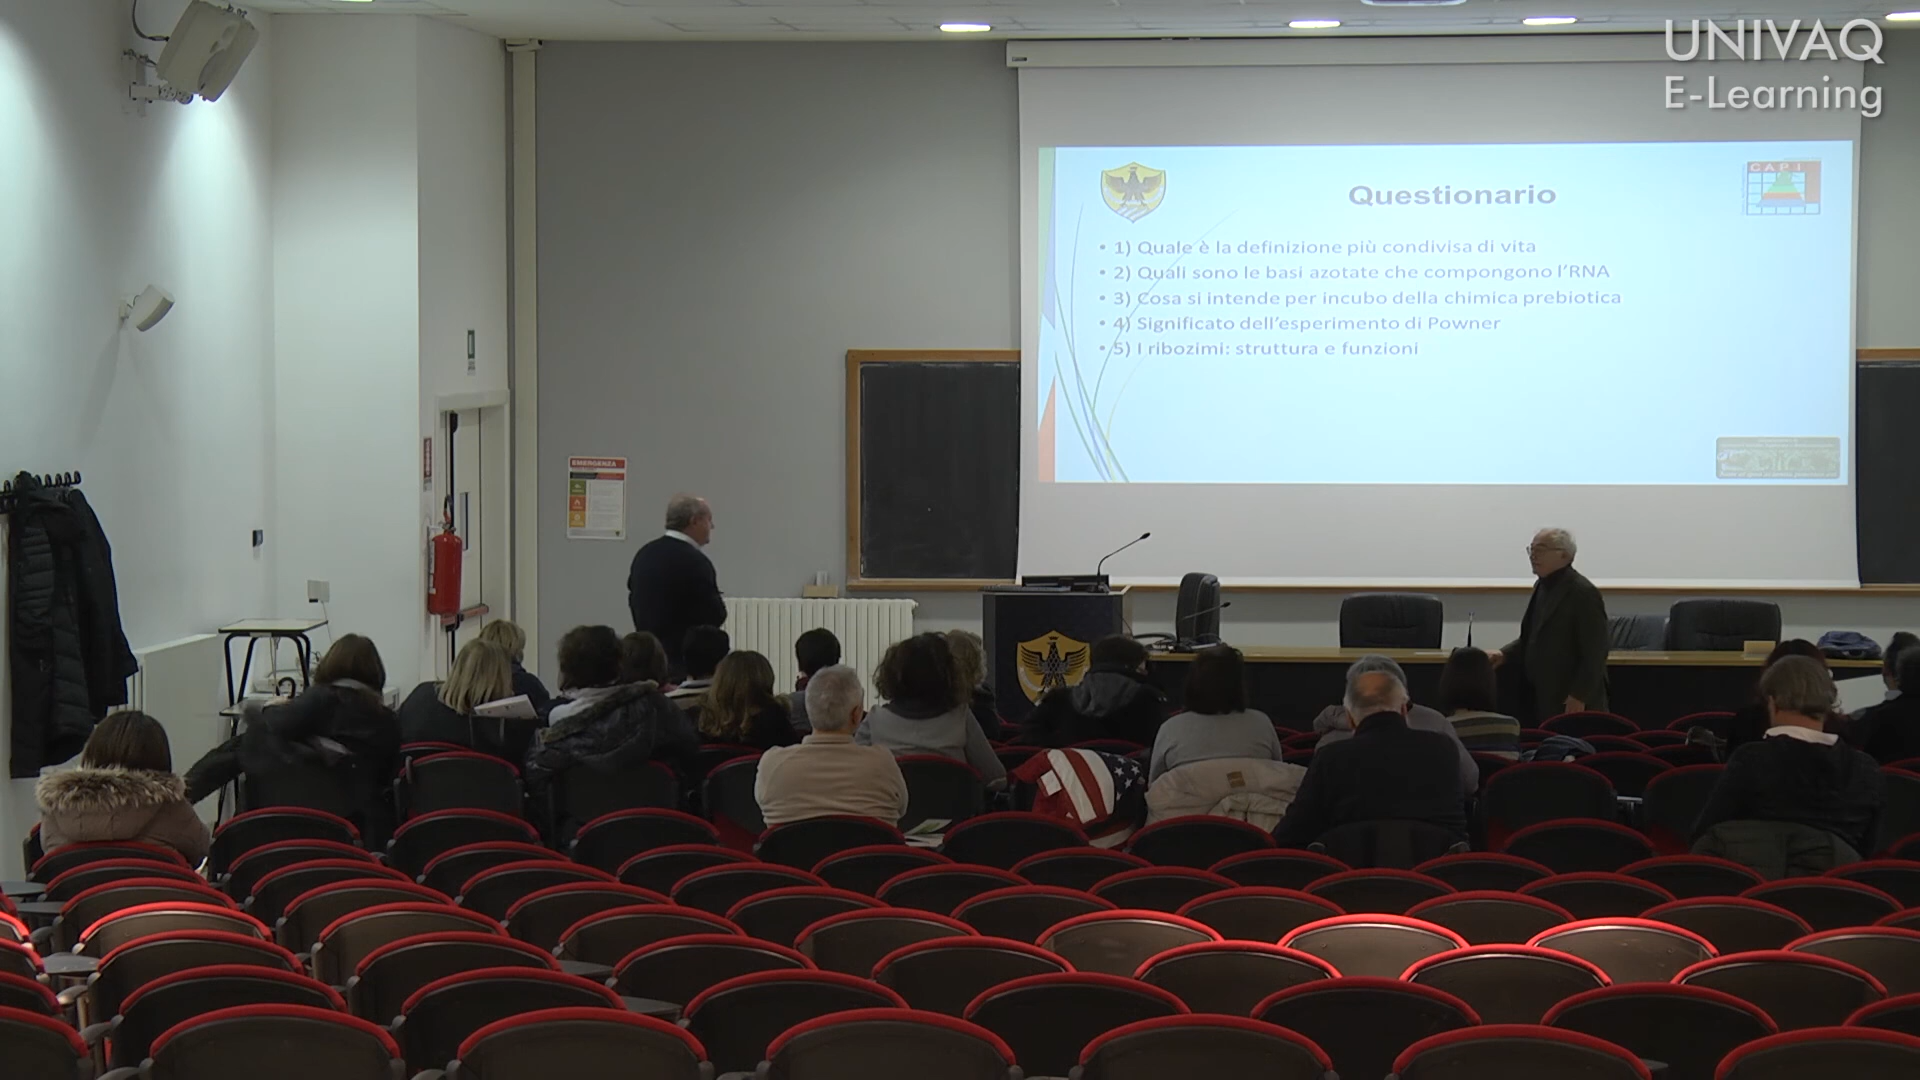 UNIVAQ
E-Learning
CAPI
Questionario
• 1) Quale è la definizione più condivisa di vita
• 2) Quali sono le basi azotate che compongono l'RNA
• 3) Cosa si intende per incubo della chimica prebiotica
• 4) Significato dell'esperimento di Powner
• 5) I ribozimi: struttura e funzioni
EMERGENZA